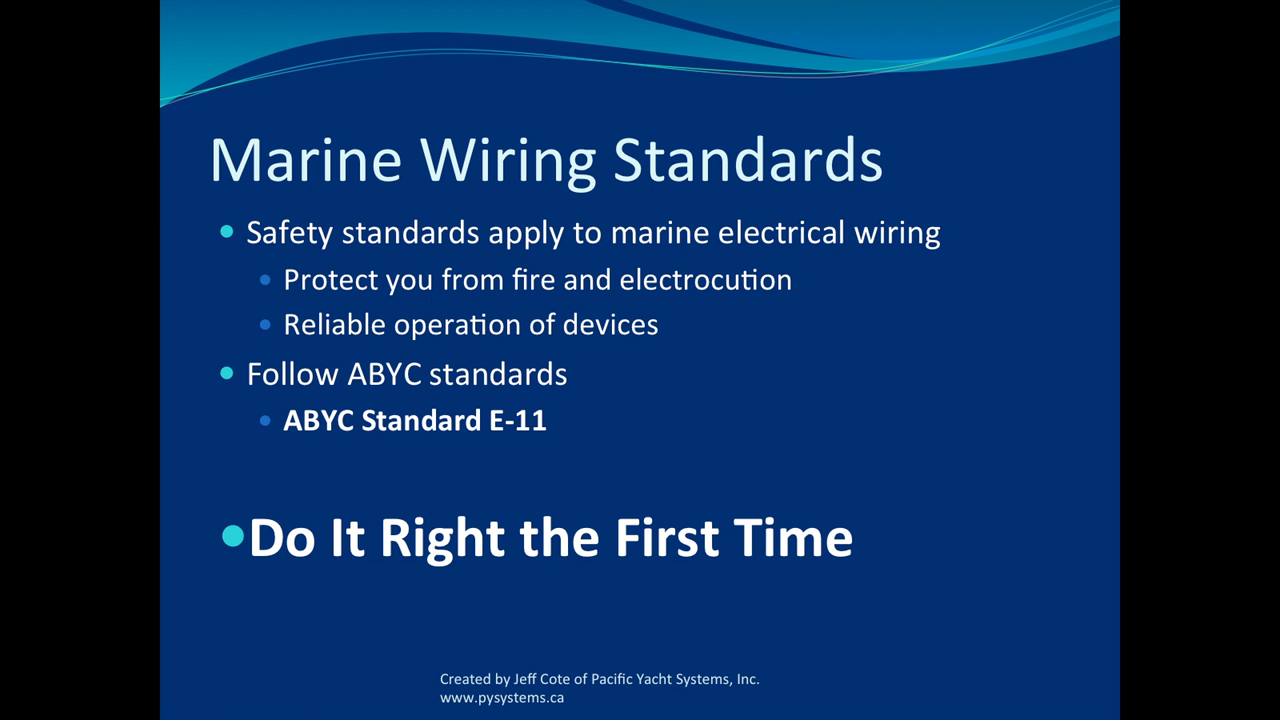 Marine Wiring Standards
• Safety standards apply to marine electrical wiring
• Protect you from fire and electrocution
• Reliable operation of devices
• Follow ABYC standards
• ABYC Standard E-11
•Do It Right the First Time
Created by Jeff Cote of Pacific Yacht Systems, Inc.
www.pysystems.ca